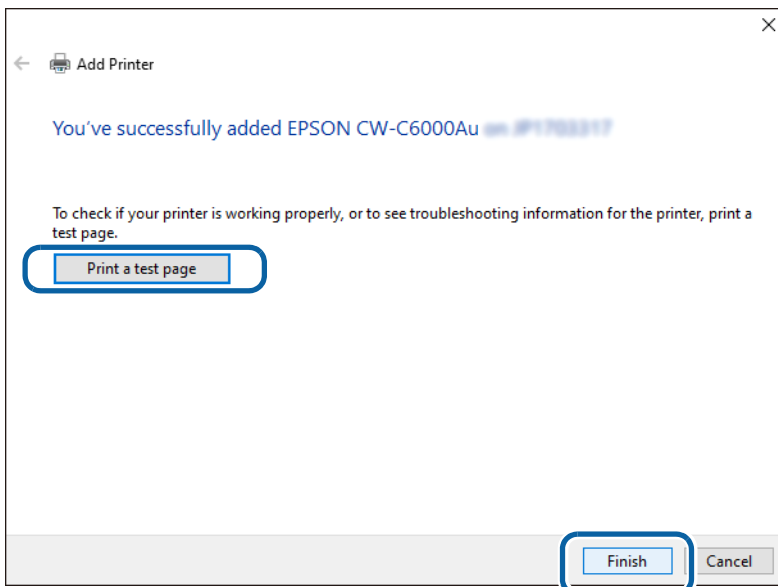 Add Printer
You've successfully added EPSON CW-C6000Au
To check if your printer is working properly, or to see troubleshooting information for the printer, print a
test page.
Print a test page
Finish
Cancel